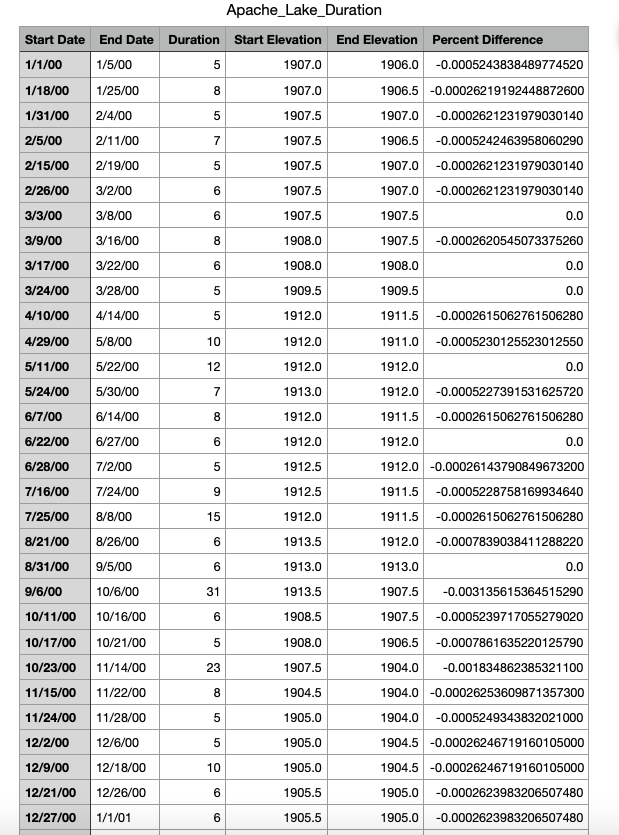 Apache_Lake_Duration
Start Date End Date Duration Start Elevation End Elevation Percent Difference
1/1/00 1/5/00 5 1907.0 1906.0 -0.0005243838489774520
1/18/00 1/25/00 8 1907.0 1906.5 -0.00026219192448872600
1/31/00 2/4/00 5 1907.5 1907.0 -0.0002621231979030140
2/5/00 2/11/00 7 1907.5 1906.5 -0.0005242463958060290
2/15/00 2/19/00 5 1907.5 1907.0 -0.0002621231979030140
2/26/00 3/2/00 6 1907.5 1907.0 -0.0002621231979030140
3/3/00 3/8/00 6 1907.5 1907.5 0.0
3/9/00 3/16/00 8 1908.0 1907.5 -0.0002620545073375260
3/17/00 3/22/00 6 1908.0 1908.0 0.0
3/24/00 3/28/00 5 1909.5 1909.5 0.0
4/10/00 4/14/00 5 1912.0 1911.5 -0.0002615062761506280
4/29/00 5/8/00 10 1912.0 1911.0 -0.0005230125523012550
5/11/00 5/22/00 12 1912.0 1912.0 0.0
5/24/00 5/30/00 7 1913.0 1912.0 -0.0005227391531625720
6/7/00 6/14/00 8 1912.0 1911.5 -0.0002615062761506280
6/22/00 6/27/00 6 1912.0 1912.0 0.0
6/28/00 7/2/00 5 1912.5 1912.0 -0.00026143790849673200
7/16/00 7/24/00 9 1912.5 1911.5 -0.0005228758169934640
7/25/00 8/8/00 15 1912.0 1911.5 -0.0002615062761506280
8/21/00 8/26/00 6 1913.5 1912.0 -0.0007839038411288220
8/31/00 9/5/00 6 1913.0 1913.0 0.0
9/6/00 10/6/00 31 1913.5 1907.5 -0.003135615364515290
10/11/00 10/16/00 6 1908.5 1907.5 -0.0005239717055279020
10/17/00 10/21/00 5 1908.0 1906.5 -0.0007861635220125790
10/23/00 11/14/00 23 1907.5 1904.0 -0.001834862385321100
11/15/00 11/22/00 8 1904.5 1904.0 -0.00026253609871357300
11/24/00 11/28/00 5 1905.0 1904.0 -0.0005249343832021000
12/2/00 12/6/00 5 1905.0 1904.5 -0.00026246719160105000
12/9/00 12/18/00 10 1905.0 1904.5 -0.00026246719160105000
12/21/00 12/26/00 6 1905.5 1905.0 -0.0002623983206507480
12/27/00 1/1/01 6 1905.5 1905.0 -0.0002623983206507480